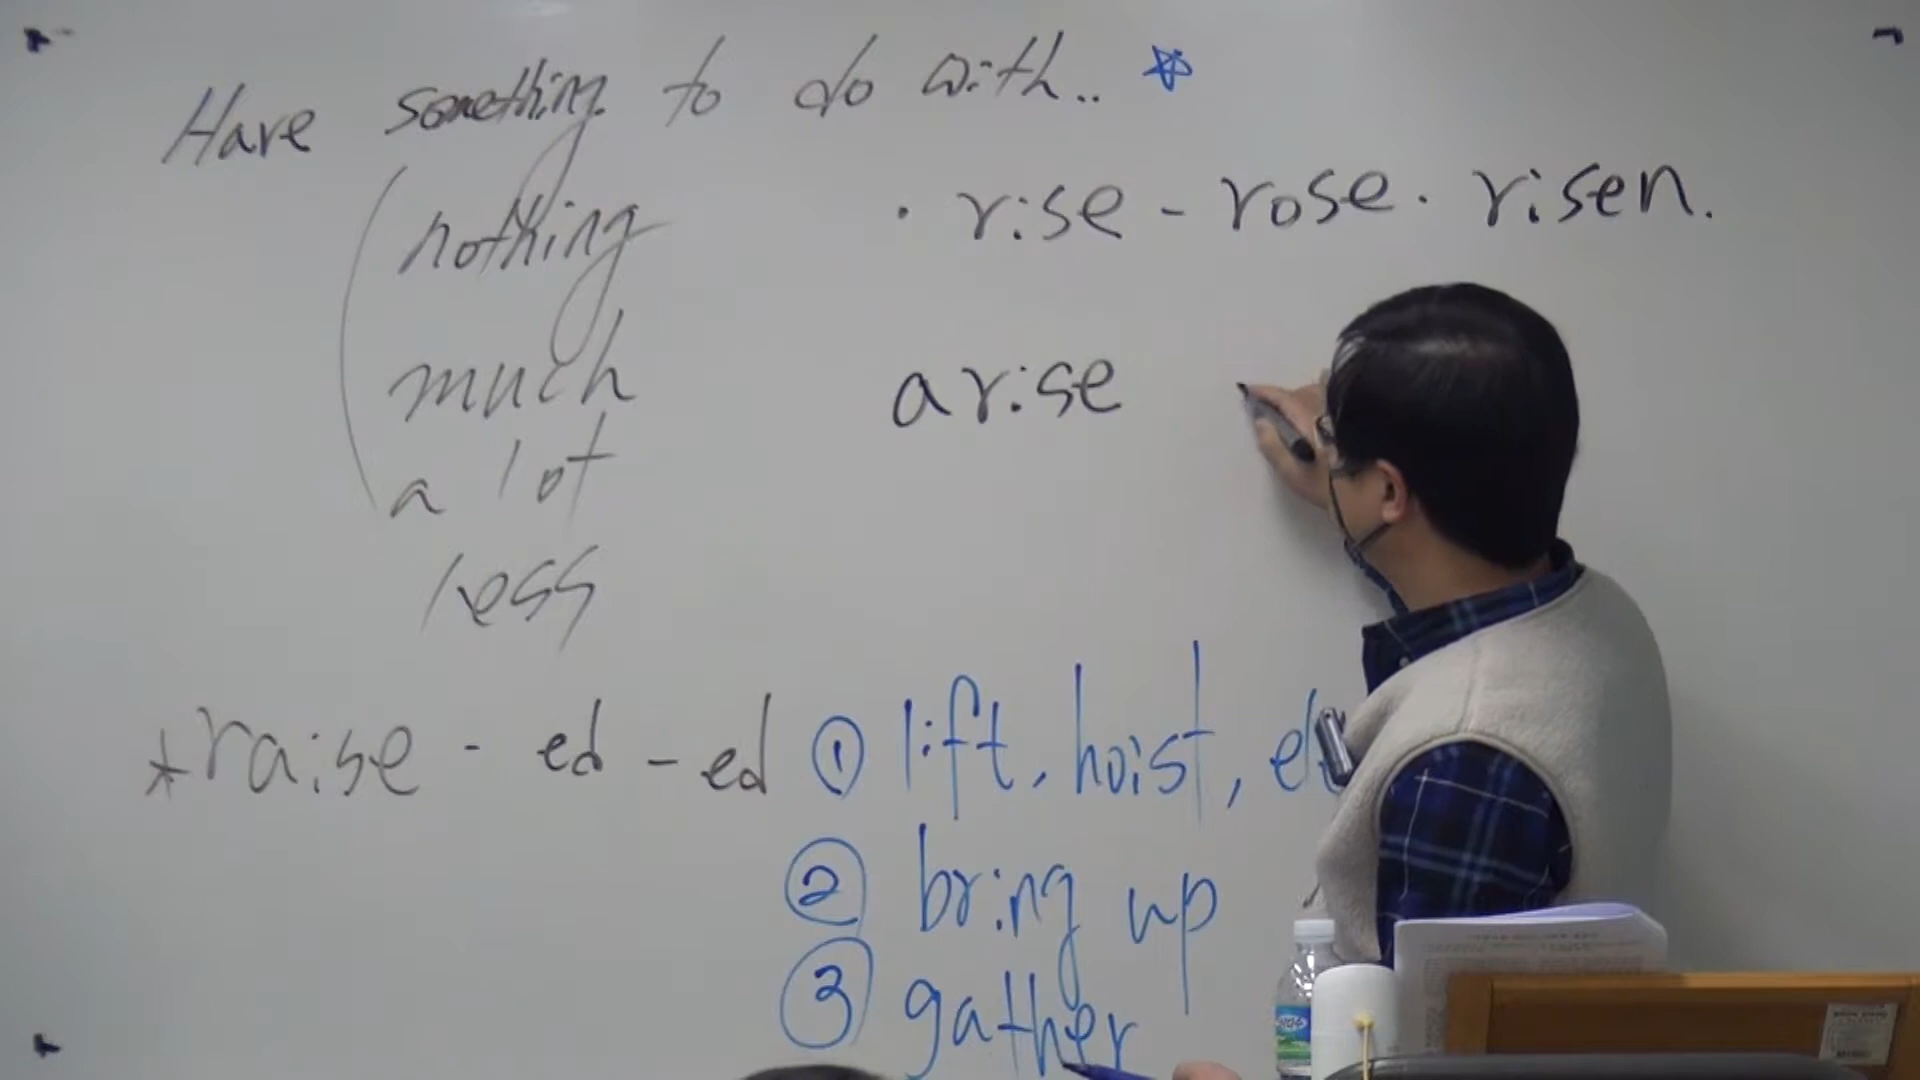 Have something to do with.. ☆
nothing
much
a lot
less
· rise - rose · risen.
arise
*raise - ed - ed ① lift, hoist,
② bring up
③ gather